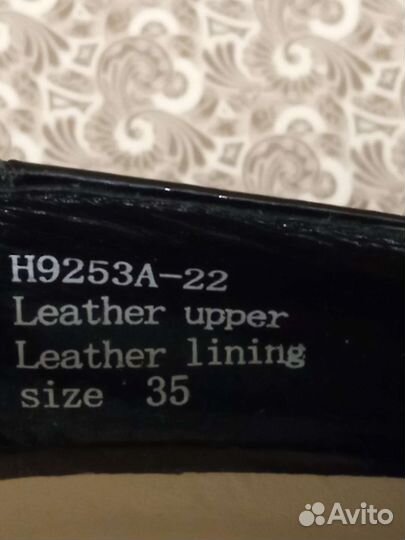 H9253A-22
Leather upper
Leather lining
size 35
Avito